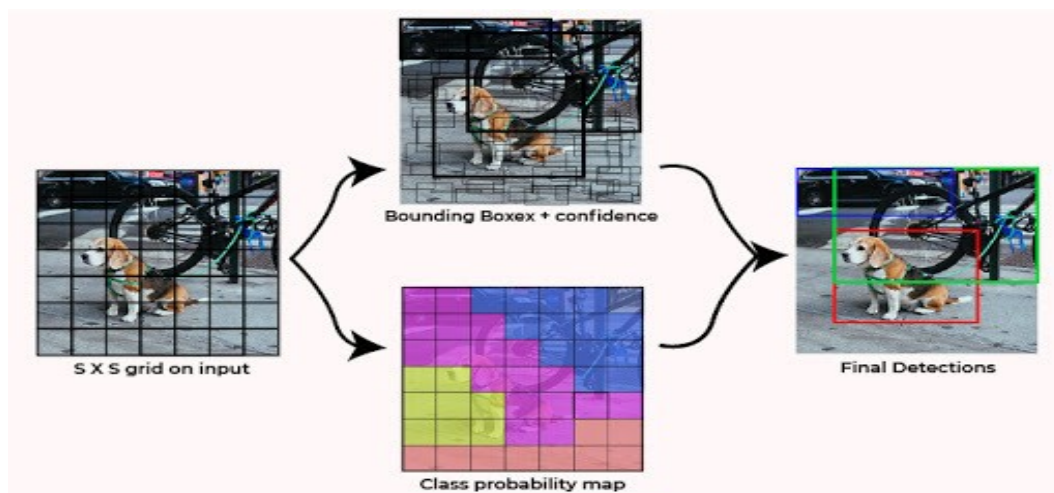 Bounding Boxex + confidence
S X S grid on input
Final Detections
Class probability map